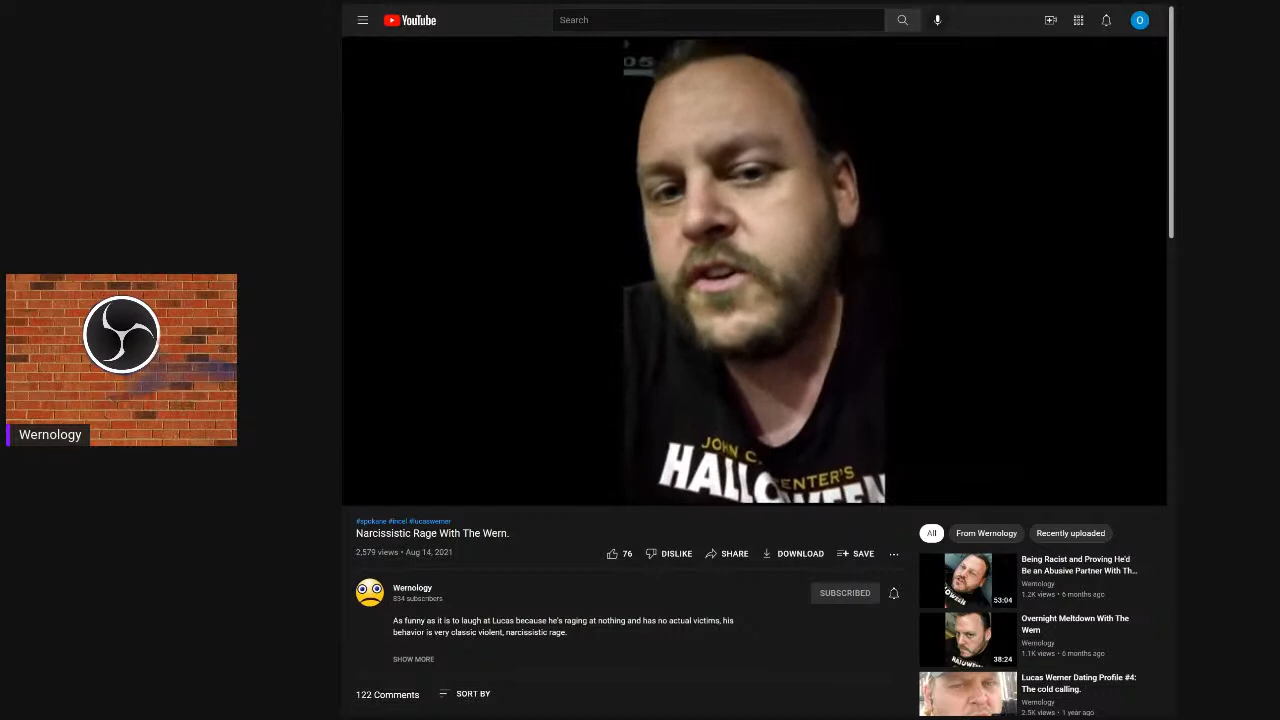 YouTube
Search
O
OS
JOHN C. ENTER'S
HALLOWEEN
Wernology
#spokane #incel #lucaswerner
Narcissistic Rage With The Wern.
2,579 views • Aug 14, 2021
76
DISLIKE
SHARE
DOWNLOAD
SAVE
Wernology
834 subscribers
SUBSCRIBED
As funny as it is to laugh at Lucas because he's raging at nothing and has no actual victims, his
behavior is very classic violent, narcissistic rage.
SHOW MORE
122 Comments
SORT BY
All
From Wernology
Recently uploaded
53:04
Being Racist and Proving He'd
Be an Abusive Partner With Th...
Wernology
1.2K views • 6 months ago
38:24
Overnight Meltdown With The
Wern
Wernology
1.1K views • 6 months ago
Lucas Werner Dating Profile #4:
The cold calling.
Wernology
2.5K views • 1 year ago